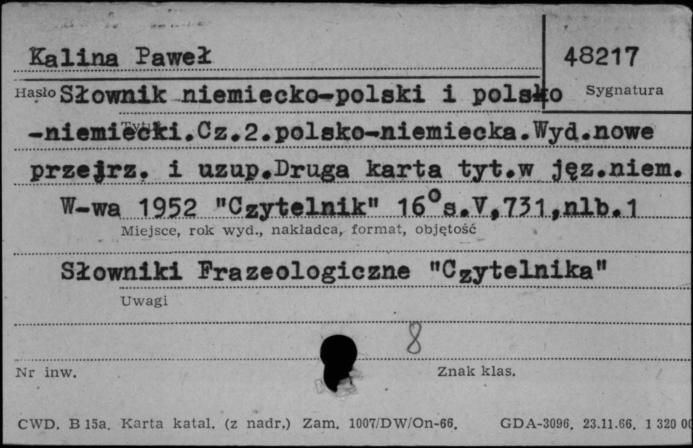 Kalina Paweł
48217
Hasło
Sygnatura
Słownik niemiecko-polski i polsko
Tytuł
-niemiecki.Cz.2.polsko-niemiecka.Wyd.nowe
przejrz. i uzup.Druga karta tyt.w jęz.niem.
W-wa 1952 "Czytelnik" 16°s.V,731,nlb.1
Miejsce, rok wyd., nakładca, format, objętość
Słowniki Frazeologiczne "Czytelnika"
Uwagi
8
Nr inw.
Znak klas.
CWD. B 15a. Karta katal. (z nadr.) Zam. 1007/DW/On-66. GDA-3096. 23.11.66. 1 320